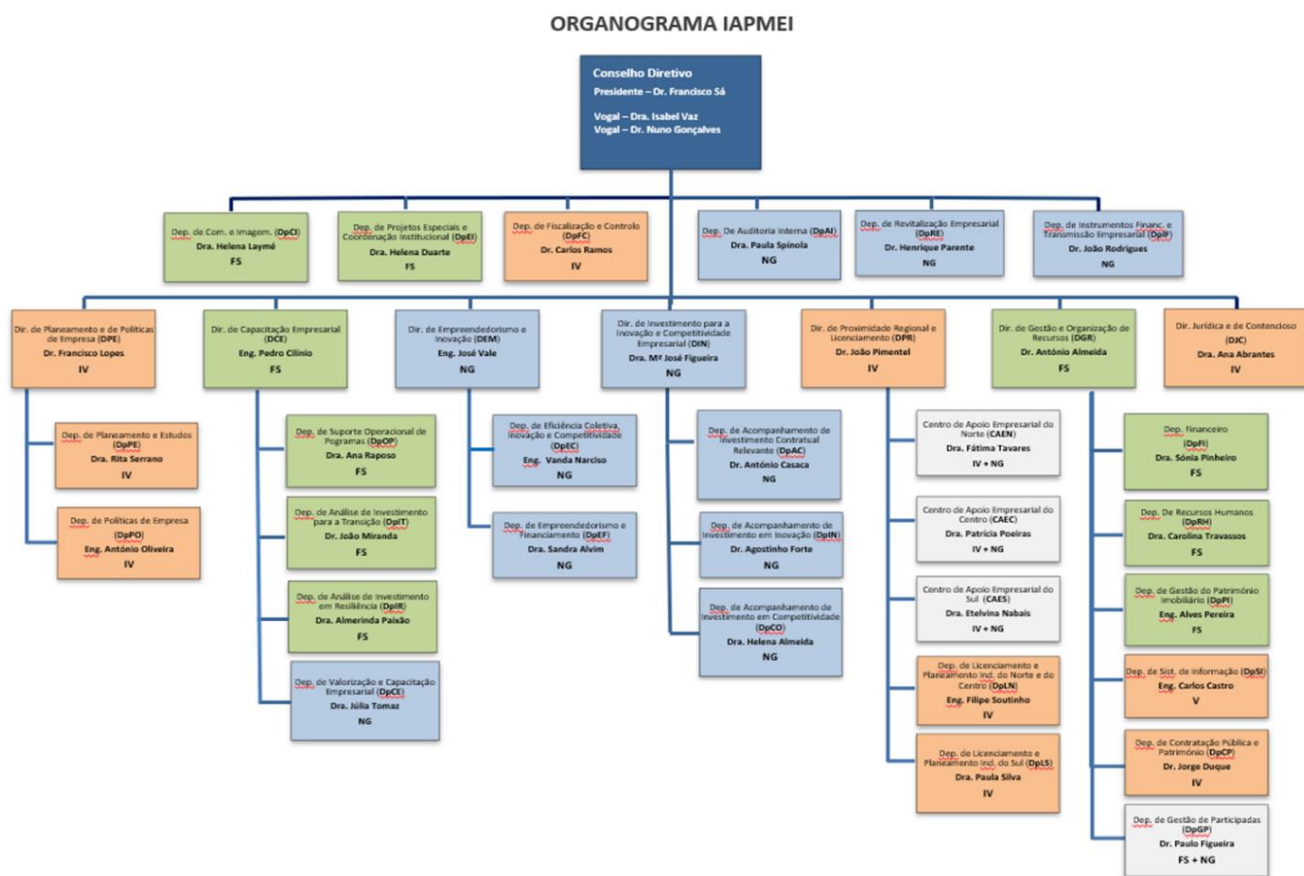 ORGANOGRAMA IAPMEI
Conselho Diretivo
Presidente – Dr. Francisco Sá
Vogal – Dra. Isabel Vaz
Vogal – Dr. Nuno Gonçalves
Dep. de Com. e Imagem. (DpCI)
Dra. Helena Laymé
FS
Dep. de Projetos Especiais e
Coordenação Institucional (DpEI)
Dra. Helena Duarte
FS
Dep. de Fiscalização e Controlo
(DpFC)
Dr. Carlos Ramos
IV
Dep. De Auditoria Interna (DpAI)
Dra. Paula Spínola
NG
Dep. de Revitalização Empresarial
(DpRE)
Dr. Henrique Parente
NG
Dep. de Instrumentos Financ. e
Transmissão Empresarial (DpIF)
Dr. João Rodrigues
NG
Dir. de Planeamento e de Políticas
de Empresa (DPE)
Dr. Francisco Lopes
IV
Dir. de Capacitação Empresarial
(DCE)
Eng. Pedro Cilínio
FS
Dir. de Empreendedorismo e
Inovação (DEM)
Eng. José Vale
NG
Dir. de Investimento para a
Inovação e Competitividade
Empresarial (DIN)
Dra. Mª José Figueira
NG
Dir. de Proximidade Regional e
Licenciamento (DPR)
Dr. João Pimentel
IV
Dir. de Gestão e Organização de
Recursos (DGR)
Dr. António Almeida
FS
Dir. Jurídica e de Contencioso
(DJC)
Dra. Ana Abrantes
IV
Dep. de Planeamento e Estudos
(DpPE)
Dra. Rita Serrano
IV
Dep. de Políticas de Empresa
(DpPO)
Eng. António Oliveira
IV
Dep. de Suporte Operacional de
Pogramas (DpOP)
Dra. Ana Raposo
FS
Dep. de Análise de Investimento
para a Transição (DpIT)
Dr. João Miranda
FS
Dep. de Análise de Investimento
em Resiliência (DpIR)
Dra. Almerinda Paixão
FS
Dep. de Valorização e Capacitação
Empresarial (DpCE)
Dra. Júlia Tomaz
NG
Dep. de Eficiência Coletiva,
Inovação e Competitividade
(DpEC)
Eng. Vanda Narciso
NG
Dep. de Empreendedorismo e
Financiamento (DpEF)
Dra. Sandra Alvim
NG
Dep. de Acompanhamento de
Investimento Contratual
Relevante (DpAC)
Dr. António Casaca
NG
Dep. de Acompanhamento de
Investimento em Inovação (DpIN)
Dr. Agostinho Forte
NG
Dep. de Acompanhamento de
Investimento em Competitividade
(DpCO)
Dra. Helena Almeida
NG
Centro de Apoio Empresarial do
Norte (CAEN)
Dra. Fátima Tavares
IV + NG
Centro de Apoio Empresarial do
Centro (CAEC)
Dra. Patrícia Poeiras
IV + NG
Centro de Apoio Empresarial do
Sul (CAES)
Dra. Etelvina Nabais
IV + NG
Dep. de Licenciamento e
Planeamento Ind. do Norte e do
Centro (DpLN)
Eng. Filipe Soutinho
IV
Dep. de Licenciamento e
Planeamento Ind. do Sul (DpLS)
Dra. Paula Silva
IV
Dep. Financeiro
(DpFI)
Dra. Sónia Pinheiro
FS
Dep. De Recursos Humanos
(DpRH)
Dra. Carolina Travassos
FS
Dep. de Gestão do Património
Imobiliário (DpPI)
Eng. Alves Pereira
FS
Dep. de Sist. de Informação (DpSI)
Eng. Carlos Castro
V
Dep. de Contratação Pública e
Património (DpCP)
Dr. Jorge Duque
IV
Dep. de Gestão de Participadas
(DpGP)
Dr. Paulo Figueira
FS + NG